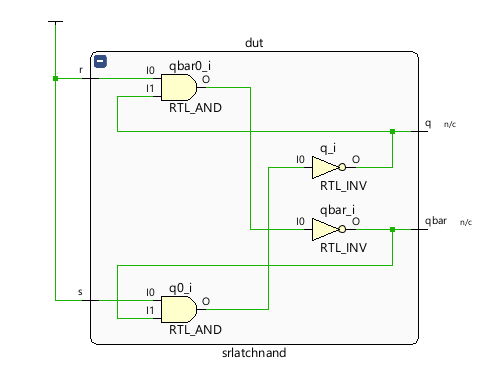 dut
r
I0
I1
qbar0_i
O
RTL_AND
q n/c
q_i
I0
O
RTL_INV
qbar_i
I0
O
RTL_INV
qbar n/c
s
I0
I1
q0_i
O
RTL_AND
srlatchnand